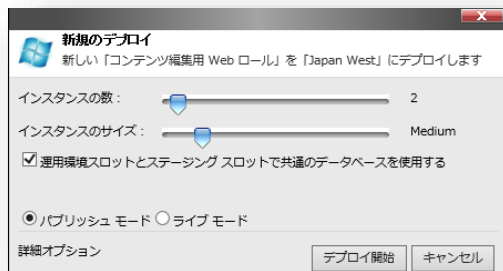 新規のデプロイ
新しい「コンテンツ編集用 Web ロール」を「Japan West」にデプロイします
インスタンスの数 : 2
インスタンスのサイズ : Medium
運用環境スロットとステージング スロットで共通のデータベースを使用する
パブリッシュ モード ライブ モード
詳細オプション デプロイ開始 キャンセル